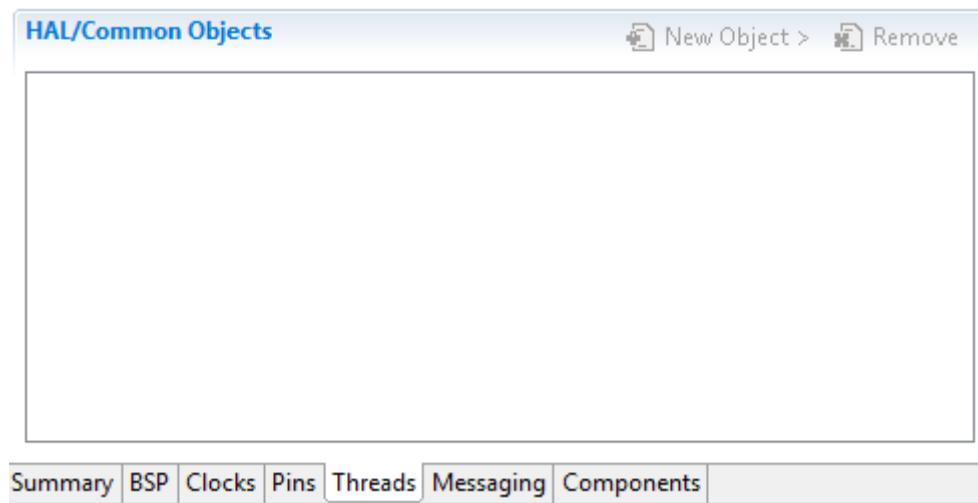 HAL/Common Objects New Object > Remove
Summary BSP Clocks Pins Threads Messaging Components